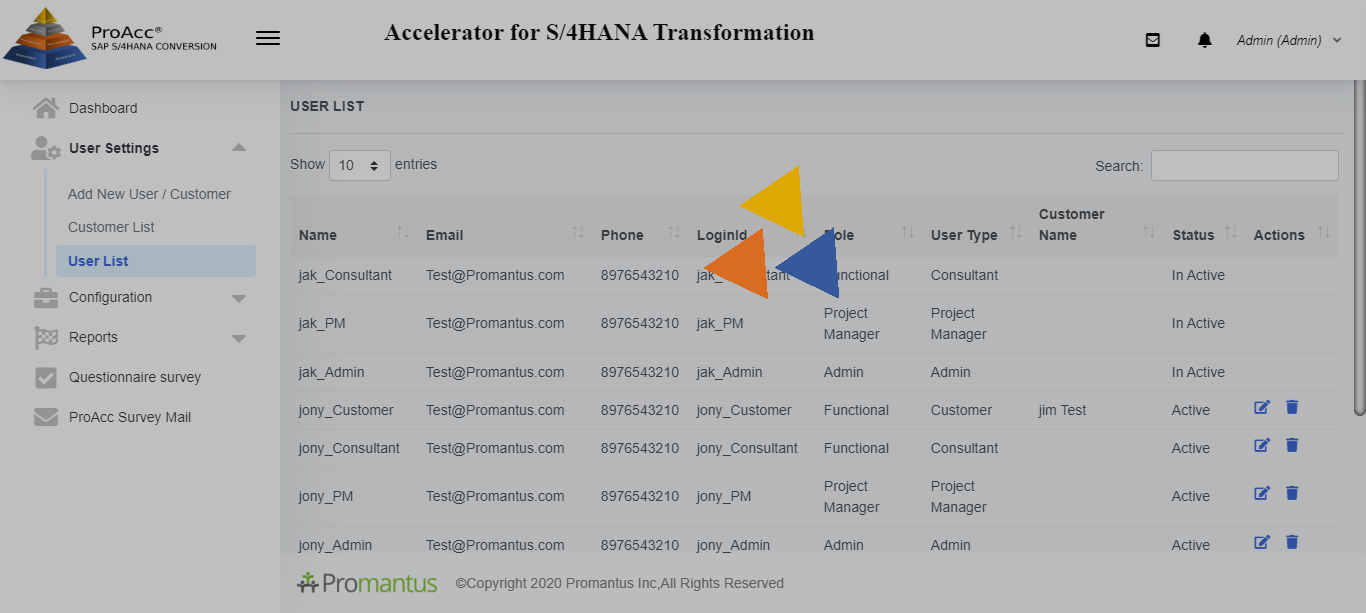 ProAcc®
SAP S/4HANA CONVERSION
Accelerator for S/4HANA Transformation
Admin (Admin)
Dashboard
User Settings
Add New User / Customer
Customer List
User List
Configuration
Reports
Questionnaire survey
ProAcc Survey Mail
USER LIST
Show 10 entries
Search:
Name Email Phone LoginId User Type Customer Name Status Actions
jak_Consultant Test@Promantus.com 8976543210 Consultant In Active
jak_PM Test@Promantus.com 8976543210 jak_PM Project Manager Project Manager In Active
jak_Admin Test@Promantus.com 8976543210 jak_Admin Admin Admin In Active
jony_Customer Test@Promantus.com 8976543210 jony_Customer Functional Customer jim Test Active
jony_Consultant Test@Promantus.com 8976543210 jony_Consultant Functional Consultant Active
jony_PM Test@Promantus.com 8976543210 jony_PM Project Manager Project Manager Active
jony_Admin Test@Promantus.com 8976543210 jony_Admin Admin Admin Active
Promantus
©Copyright 2020 Promantus Inc,All Rights Reserved